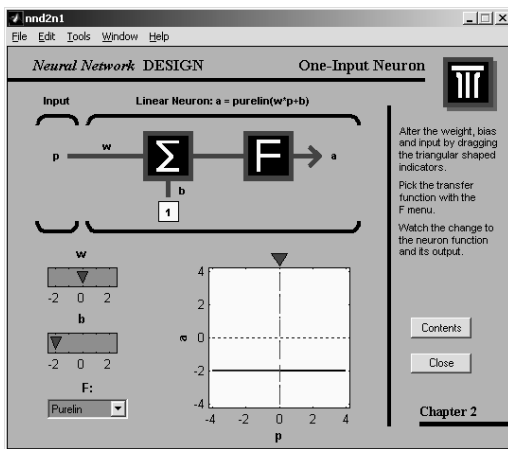 nnd2n1
File Edit Tools Window Help
Neural Network DESIGN
One-Input Neuron
Input
Linear Neuron: a = purelin(w*p+b)
p
w
Σ
F
a
b
1
Alter the weight, bias
and input by dragging
the triangular shaped
indicators.
Pick the transfer
function with the
F menu.
Watch the change to
the neuron function
and its output.
w
-2 0 2
b
-2 0 2
F:
Purelin
4
2
0
-2
-4
a
-4 -2 0 2 4
p
Contents
Close
Chapter 2